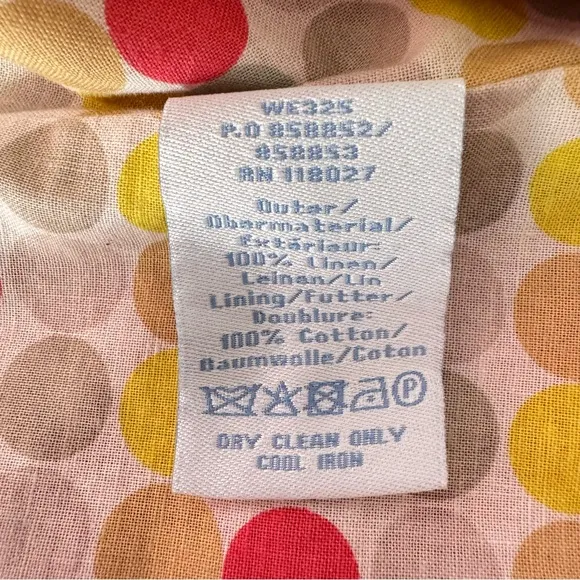 WE325
P.O 858852/
858853
RN 118027
Outer/
Obermaterial/
Extérieur:
100% Linen/
Leinen/Lin
Lining/Futter/
Doublure:
100% Cotton/
Baumwolle/Coton
P
DRY CLEAN ONLY
COOL IRON